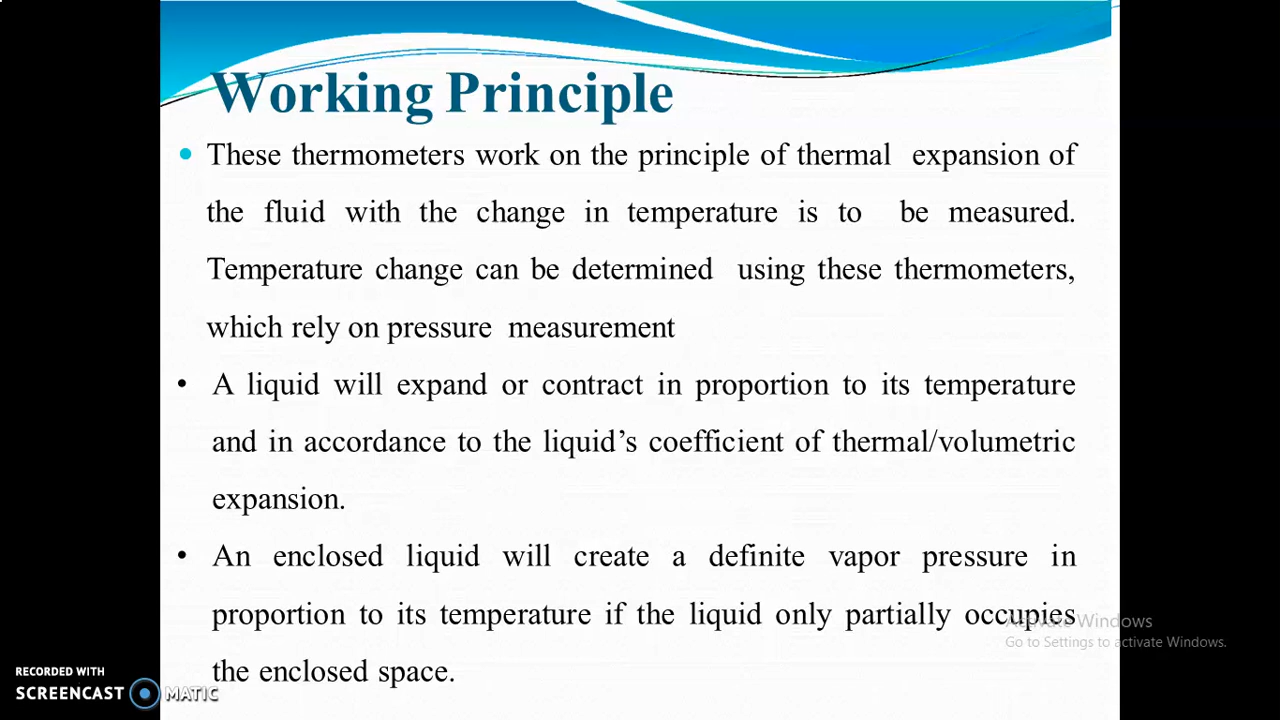 Working Principle
• These thermometers work on the principle of thermal expansion of
the fluid with the change in temperature is to be measured.
Temperature change can be determined using these thermometers,
which rely on pressure measurement
• A liquid will expand or contract in proportion to its temperature
and in accordance to the liquid’s coefficient of thermal/volumetric
expansion.
• An enclosed liquid will create a definite vapor pressure in
proportion to its temperature if the liquid only partially occupies
the enclosed space.
Activate Windows
Go to Settings to activate Windows.
RECORDED WITH
SCREENCAST MATIC